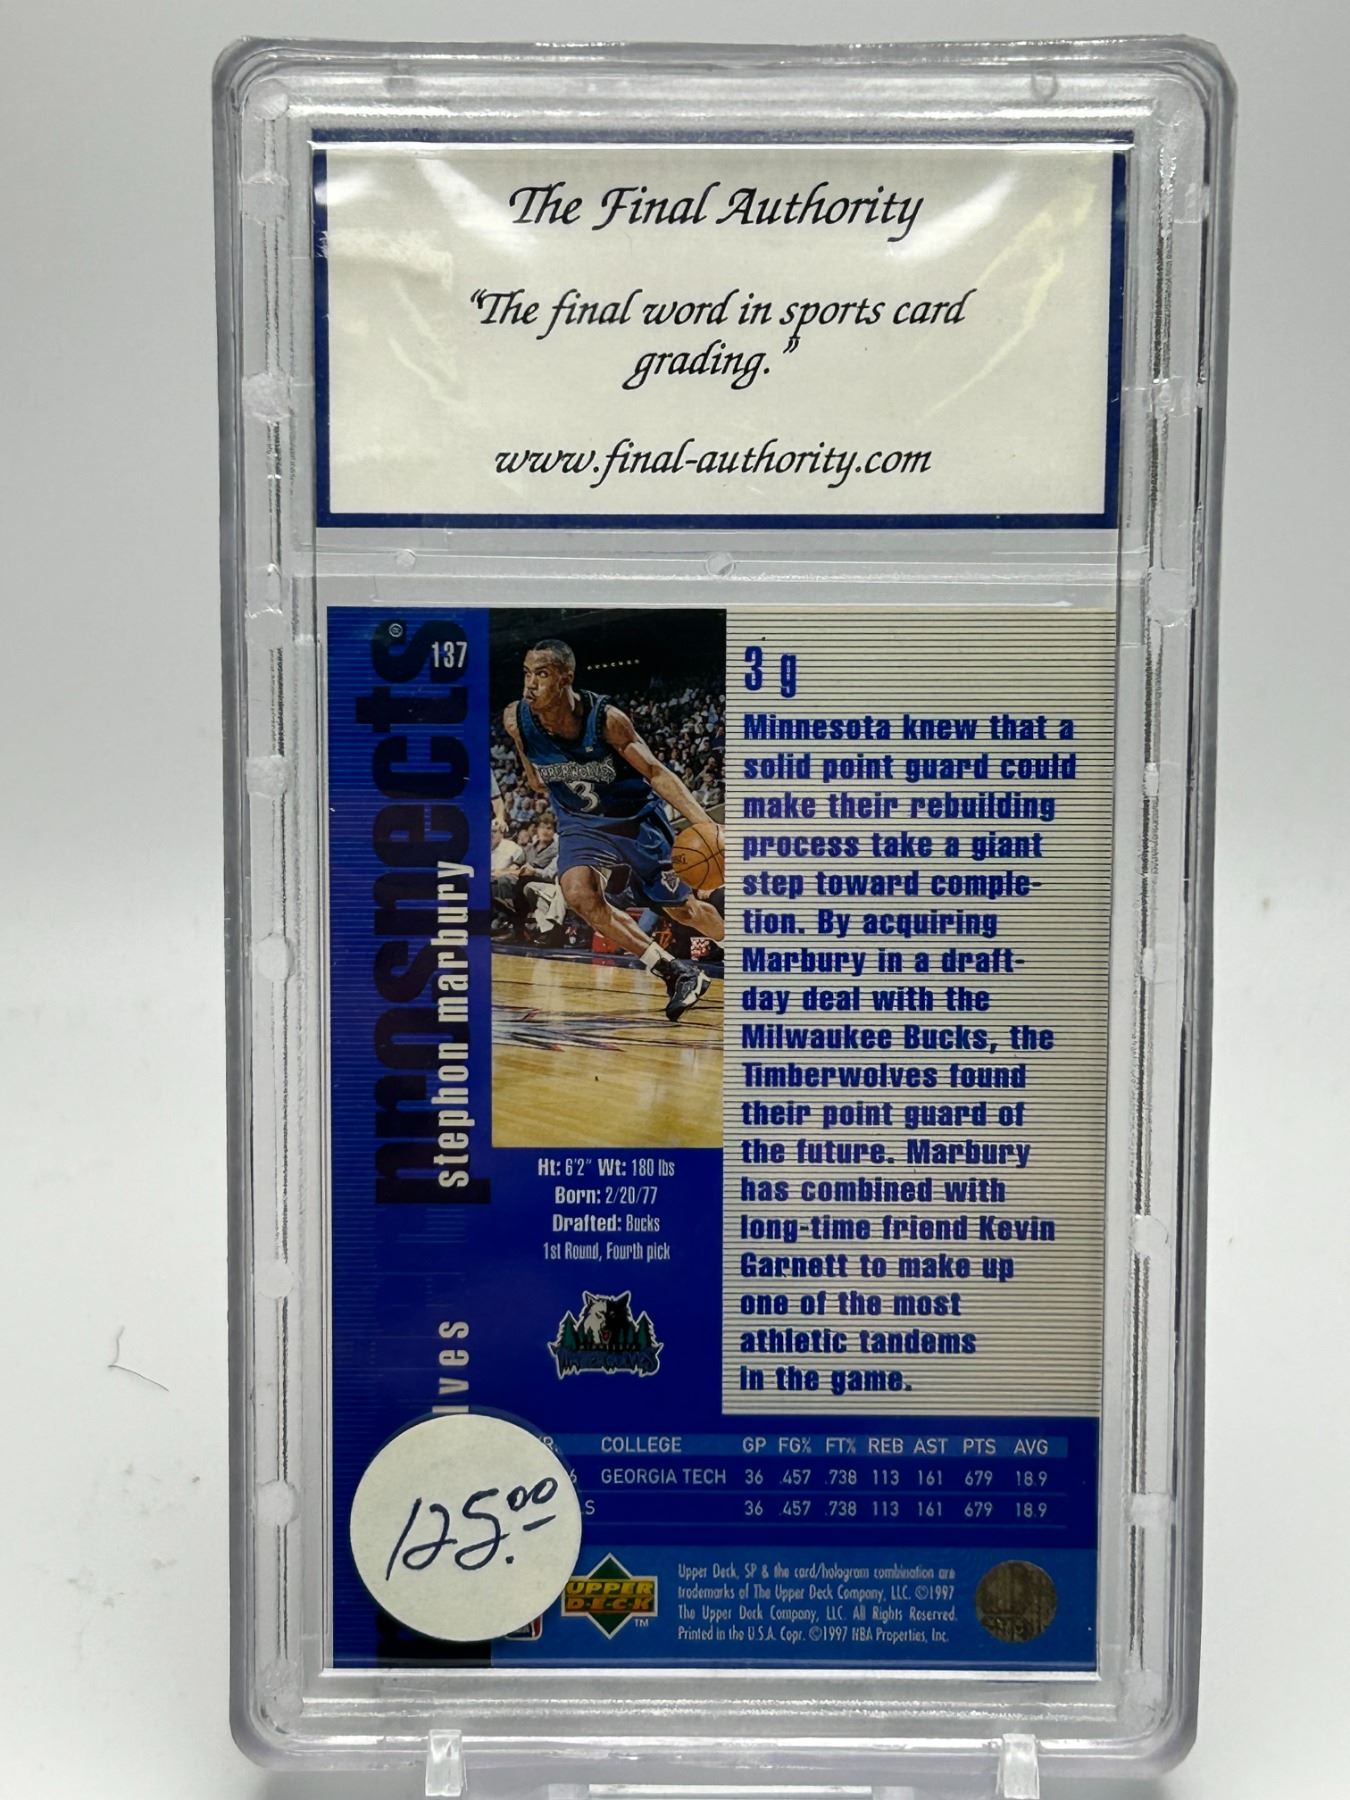 The Final Authority
“The final word in sports card
grading.”
www.final-authority.com
prospects®
137
stephon marbury
lves
TIMBERWOLVES
3
3 g
Minnesota knew that a
solid point guard could
make their rebuilding
process take a giant
step toward comple-
tion. By acquiring
Marbury in a draft-
day deal with the
Milwaukee Bucks, the
Timberwolves found
their point guard of
the future. Marbury
has combined with
long-time friend Kevin
Garnett to make up
one of the most
athletic tandems
in the game.
Ht: 6'2" Wt: 180 lbs
Born: 2/20/77
Drafted: Bucks
1st Round, Fourth pick
TIMBERWOLVES
R. COLLEGE GP FG% FT% REB AST PTS AVG
6 GEORGIA TECH 36 .457 .738 113 161 679 18.9
LS 36 .457 .738 113 161 679 18.9
125.00
UPPER
D·E·C·K
TM
Upper Deck, SP & the card/hologram combination are
trademarks of The Upper Deck Company, LLC. ©1997
The Upper Deck Company, LLC. All Rights Reserved.
Printed in the U.S.A. Copr. ©1997 NBA Properties, Inc.